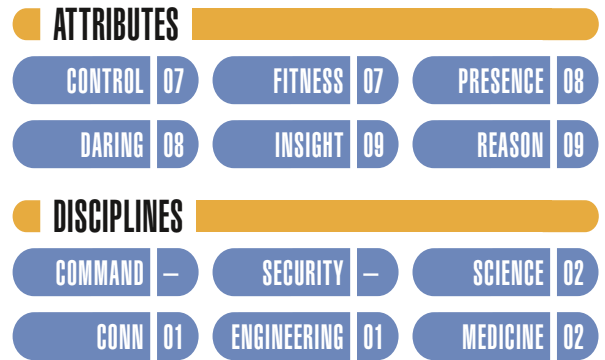 ATTRIBUTES
CONTROL 07 FITNESS 07 PRESENCE 08
DARING 08 INSIGHT 09 REASON 09
DISCIPLINES
COMMAND – SECURITY – SCIENCE 02
CONN 01 ENGINEERING 01 MEDICINE 02